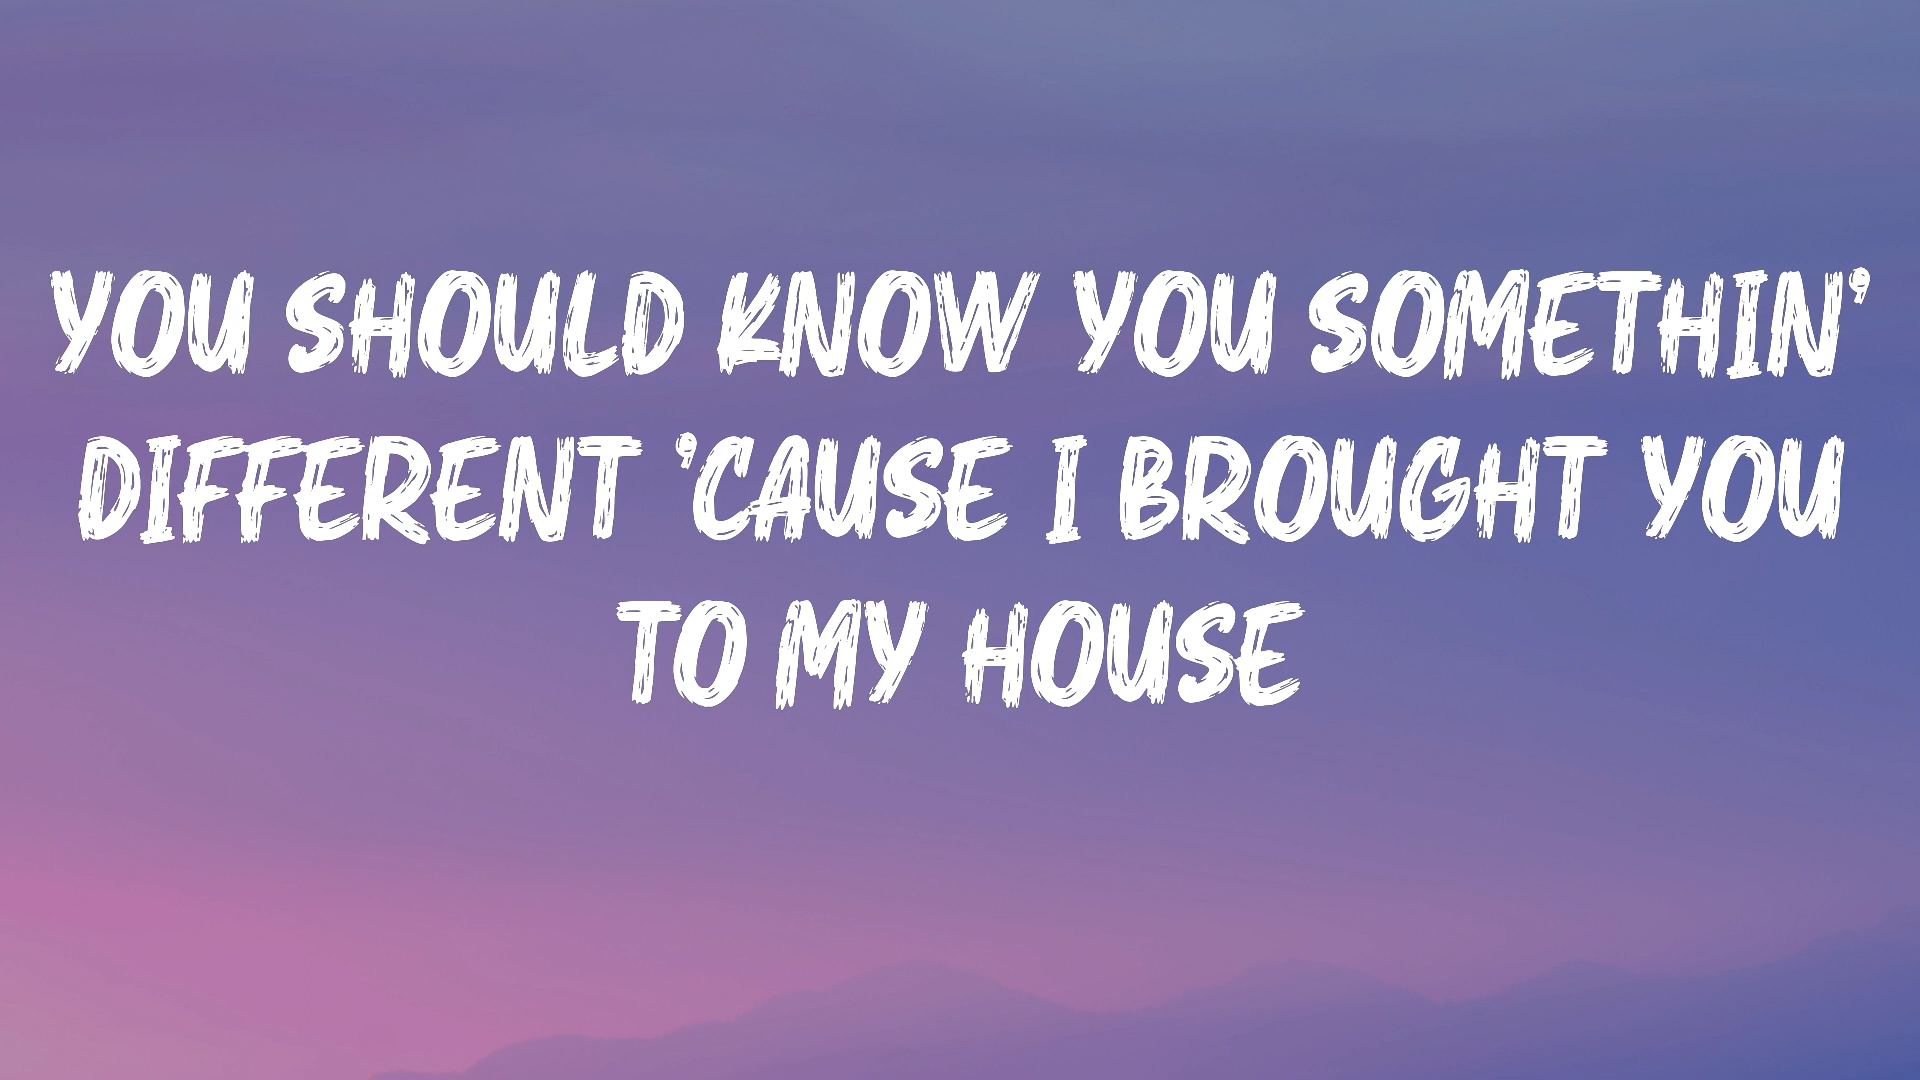 YOU SHOULD KNOW YOU SOMETHIN'
DIFFERENT 'CAUSE I BROUGHT YOU
TO MY HOUSE